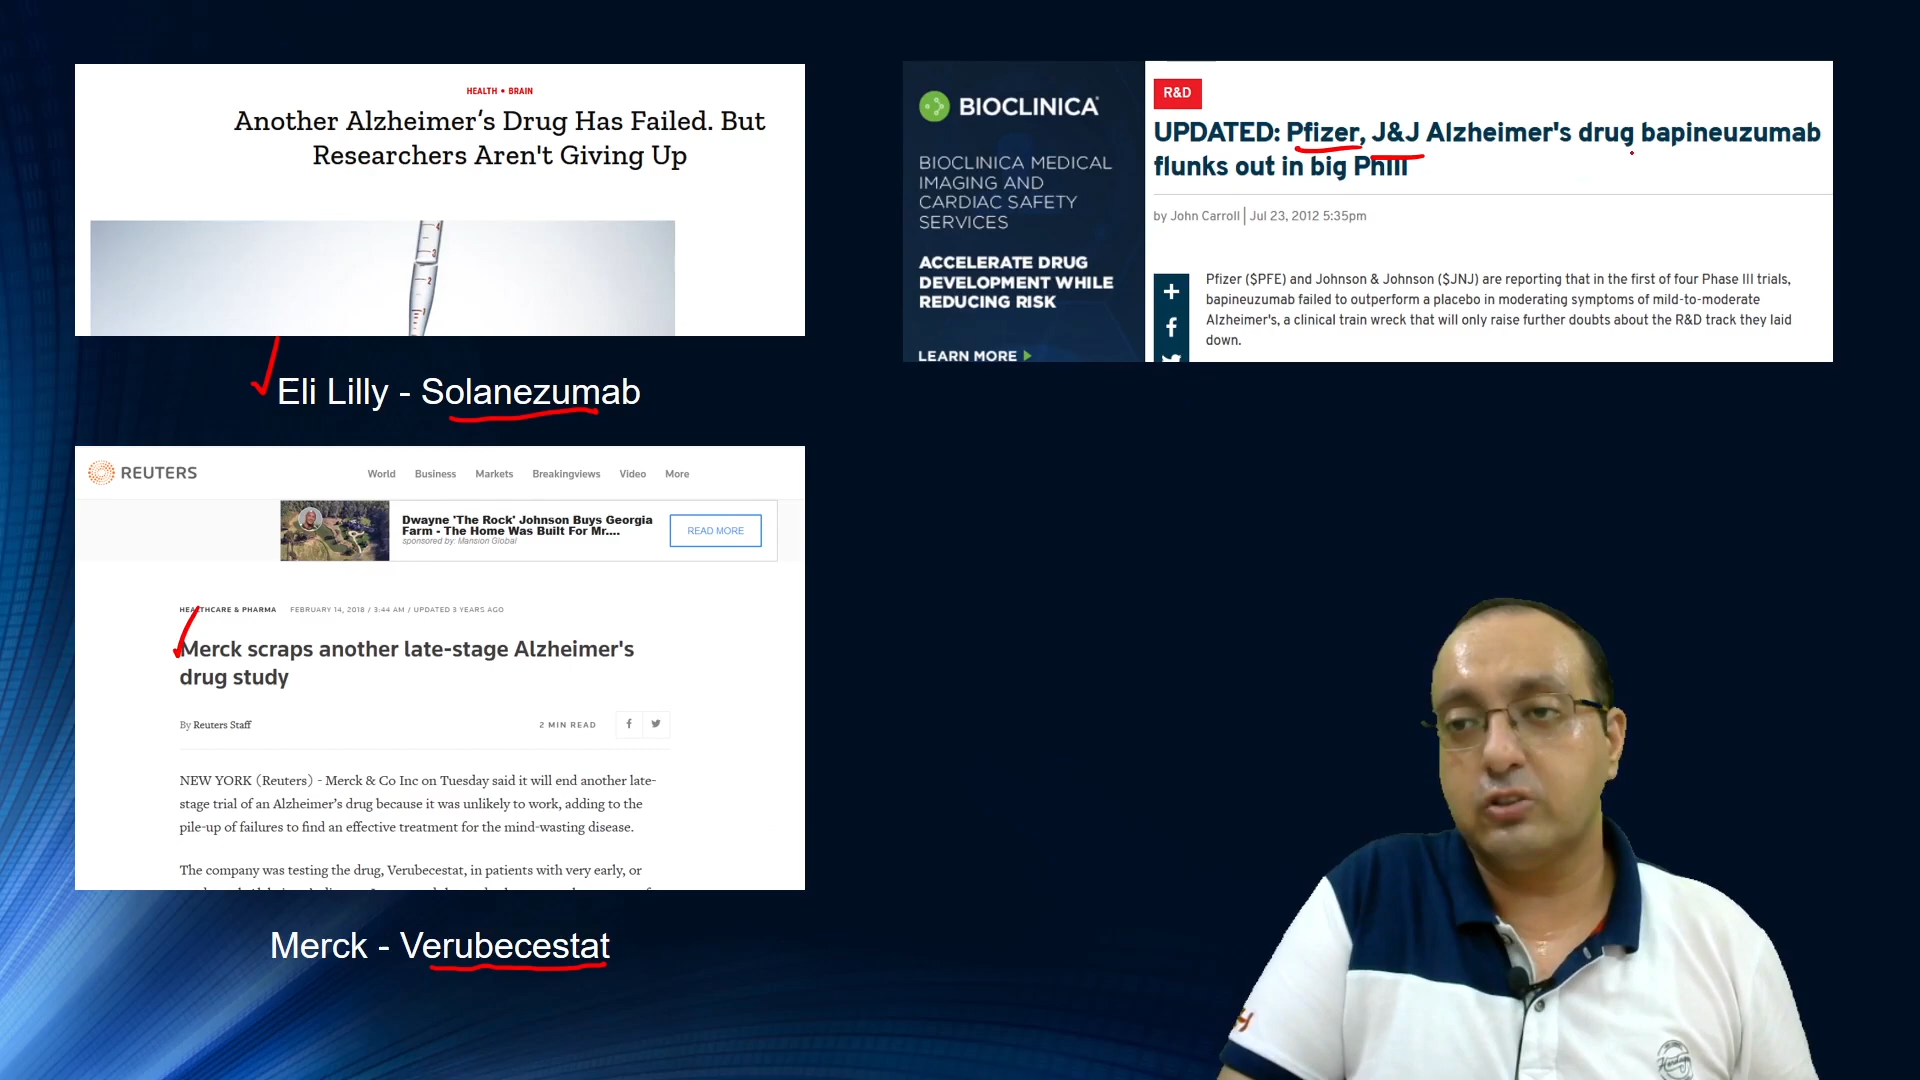 HEALTH • BRAIN
Another Alzheimer’s Drug Has Failed. But
Researchers Aren't Giving Up
Eli Lilly - Solanezumab
REUTERS
World Business Markets Breakingviews Video More
Dwayne 'The Rock' Johnson Buys Georgia
Farm - The Home Was Built For Mr....
sponsored by: Mansion Global
READ MORE
HEALTHCARE & PHARMA FEBRUARY 14, 2018 / 3:44 AM / UPDATED 3 YEARS AGO
Merck scraps another late-stage Alzheimer's
drug study
By Reuters Staff
2 MIN READ
NEW YORK (Reuters) - Merck & Co Inc on Tuesday said it will end another late-
stage trial of an Alzheimer’s drug because it was unlikely to work, adding to the
pile-up of failures to find an effective treatment for the mind-wasting disease.
The company was testing the drug, Verubecestat, in patients with very early, or
Merck - Verubecestat
BIOCLINICA
BIOCLINICA MEDICAL
IMAGING AND
CARDIAC SAFETY
SERVICES
ACCELERATE DRUG
DEVELOPMENT WHILE
REDUCING RISK
LEARN MORE
R&D
UPDATED: Pfizer, J&J Alzheimer's drug bapineuzumab
flunks out in big PhIII
by John Carroll | Jul 23, 2012 5:35pm
Pfizer ($PFE) and Johnson & Johnson ($JNJ) are reporting that in the first of four Phase III trials,
bapineuzumab failed to outperform a placebo in moderating symptoms of mild-to-moderate
Alzheimer's, a clinical train wreck that will only raise further doubts about the R&D track they laid
down.